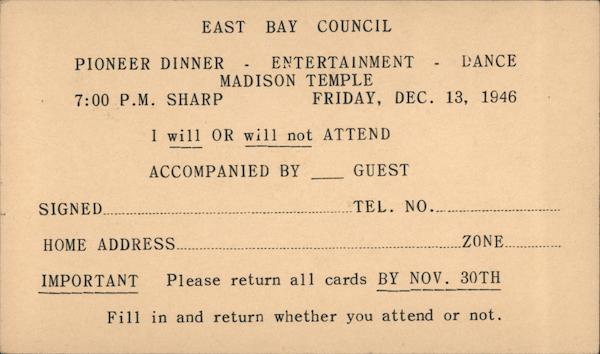 EAST BAY COUNCIL
PIONEER DINNER - ENTERTAINMENT - DANCE
MADISON TEMPLE
7:00 P.M. SHARP FRIDAY, DEC. 13, 1946
I will OR will not ATTEND
ACCOMPANIED BY ___ GUEST
SIGNED.......................................................TEL. NO............................
HOME ADDRESS...............................................................ZONE............
IMPORTANT Please return all cards BY NOV. 30TH
Fill in and return whether you attend or not.